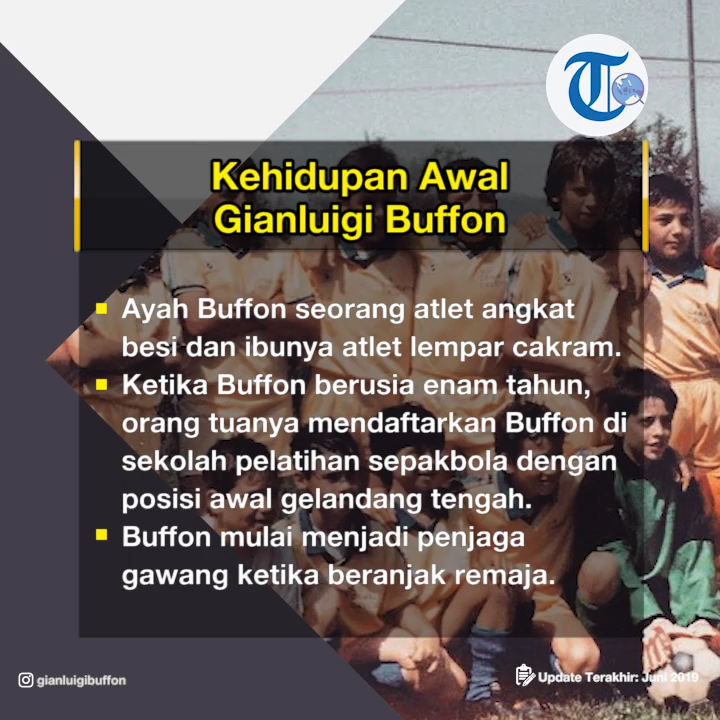 T
Kehidupan Awal
Gianluigi Buffon
Ayah Buffon seorang atlet angkat
besi dan ibunya atlet lempar cakram.
Ketika Buffon berusia enam tahun,
orang tuanya mendaftarkan Buffon di
sekolah pelatihan sepakbola dengan
posisi awal gelandang tengah.
Buffon mulai menjadi penjaga
gawang ketika beranjak remaja.
gianluigibuffon
Update Terakhir: Juni 2019